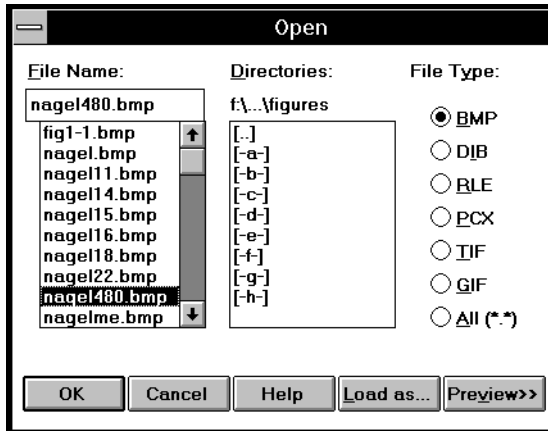 Open
File Name:
nagel480.bmp
fig1-1.bmp
nagel.bmp
nagel11.bmp
nagel14.bmp
nagel15.bmp
nagel16.bmp
nagel18.bmp
nagel22.bmp
nagel480.bmp
nagelme.bmp
Directories:
f:\...\figures
[..]
[-a-]
[-b-]
[-c-]
[-d-]
[-e-]
[-f-]
[-g-]
[-h-]
File Type:
BMP
DIB
RLE
PCX
TIF
GIF
All (*.*)
OK Cancel Help Load as... Preview>>